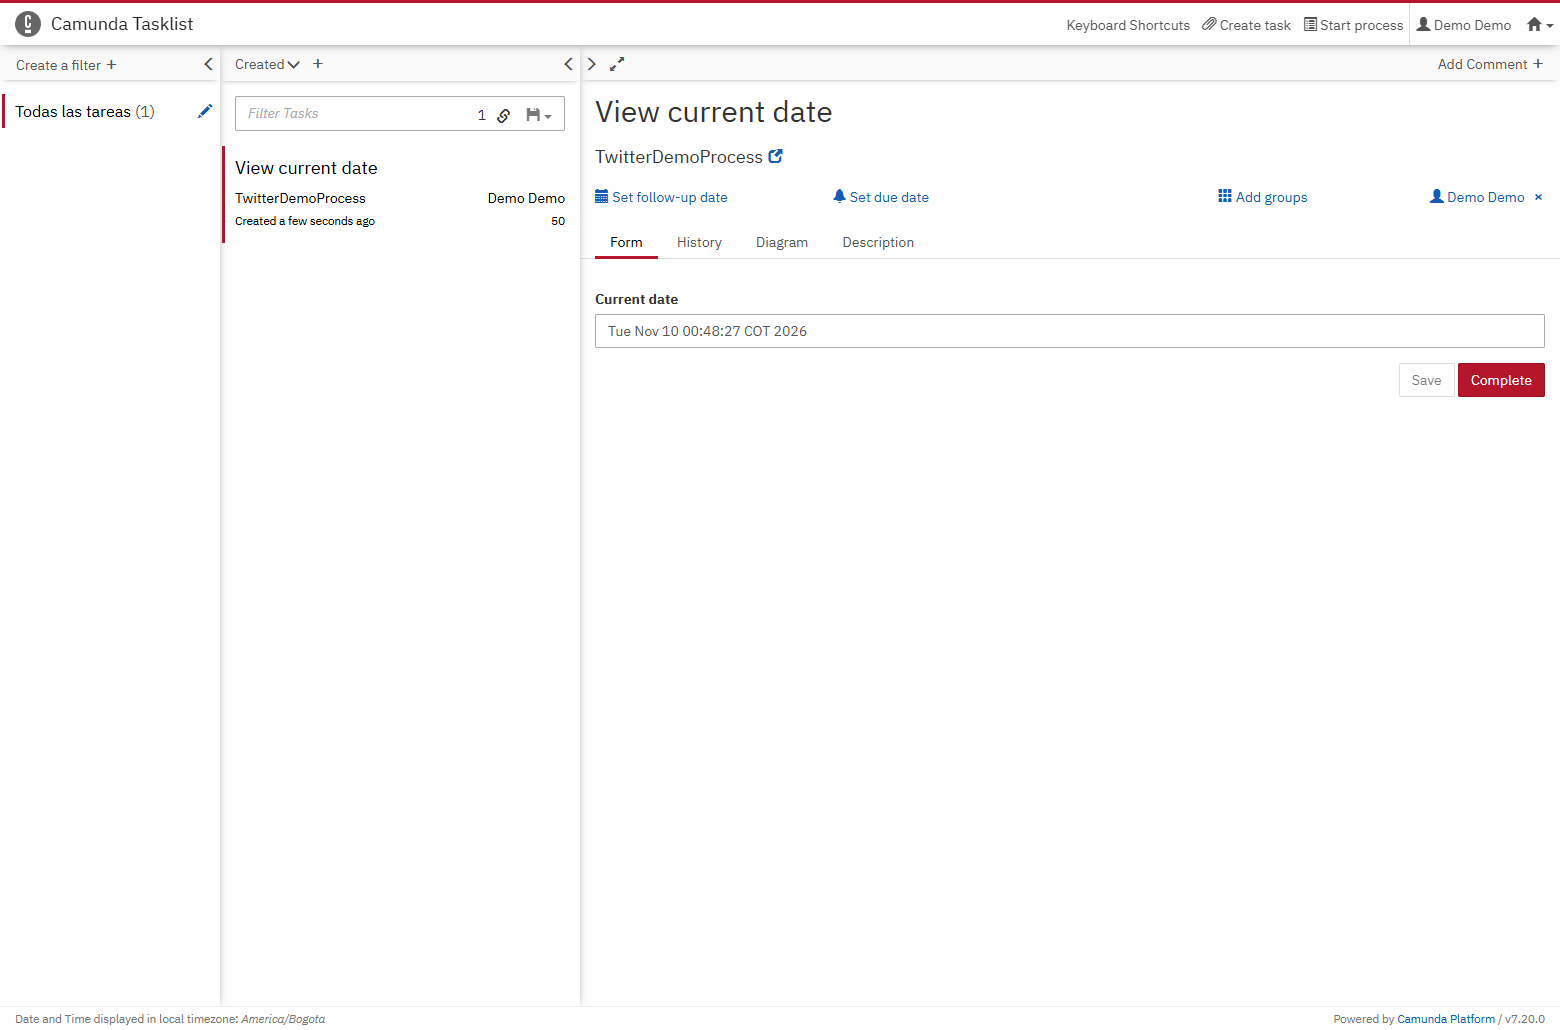 Camunda Tasklist
Keyboard Shortcuts Create task Start process Demo Demo
Create a filter +
Created +
Add Comment +
Todas las tareas (1)
Filter Tasks 1
View current date
TwitterDemoProcess Demo Demo
Created a few seconds ago 50
View current date
TwitterDemoProcess
Set follow-up date Set due date Add groups Demo Demo ×
Form History Diagram Description
Current date
Tue Nov 10 00:48:27 COT 2026
Save Complete
Date and Time displayed in local timezone: America/Bogota
Powered by Camunda Platform / v7.20.0